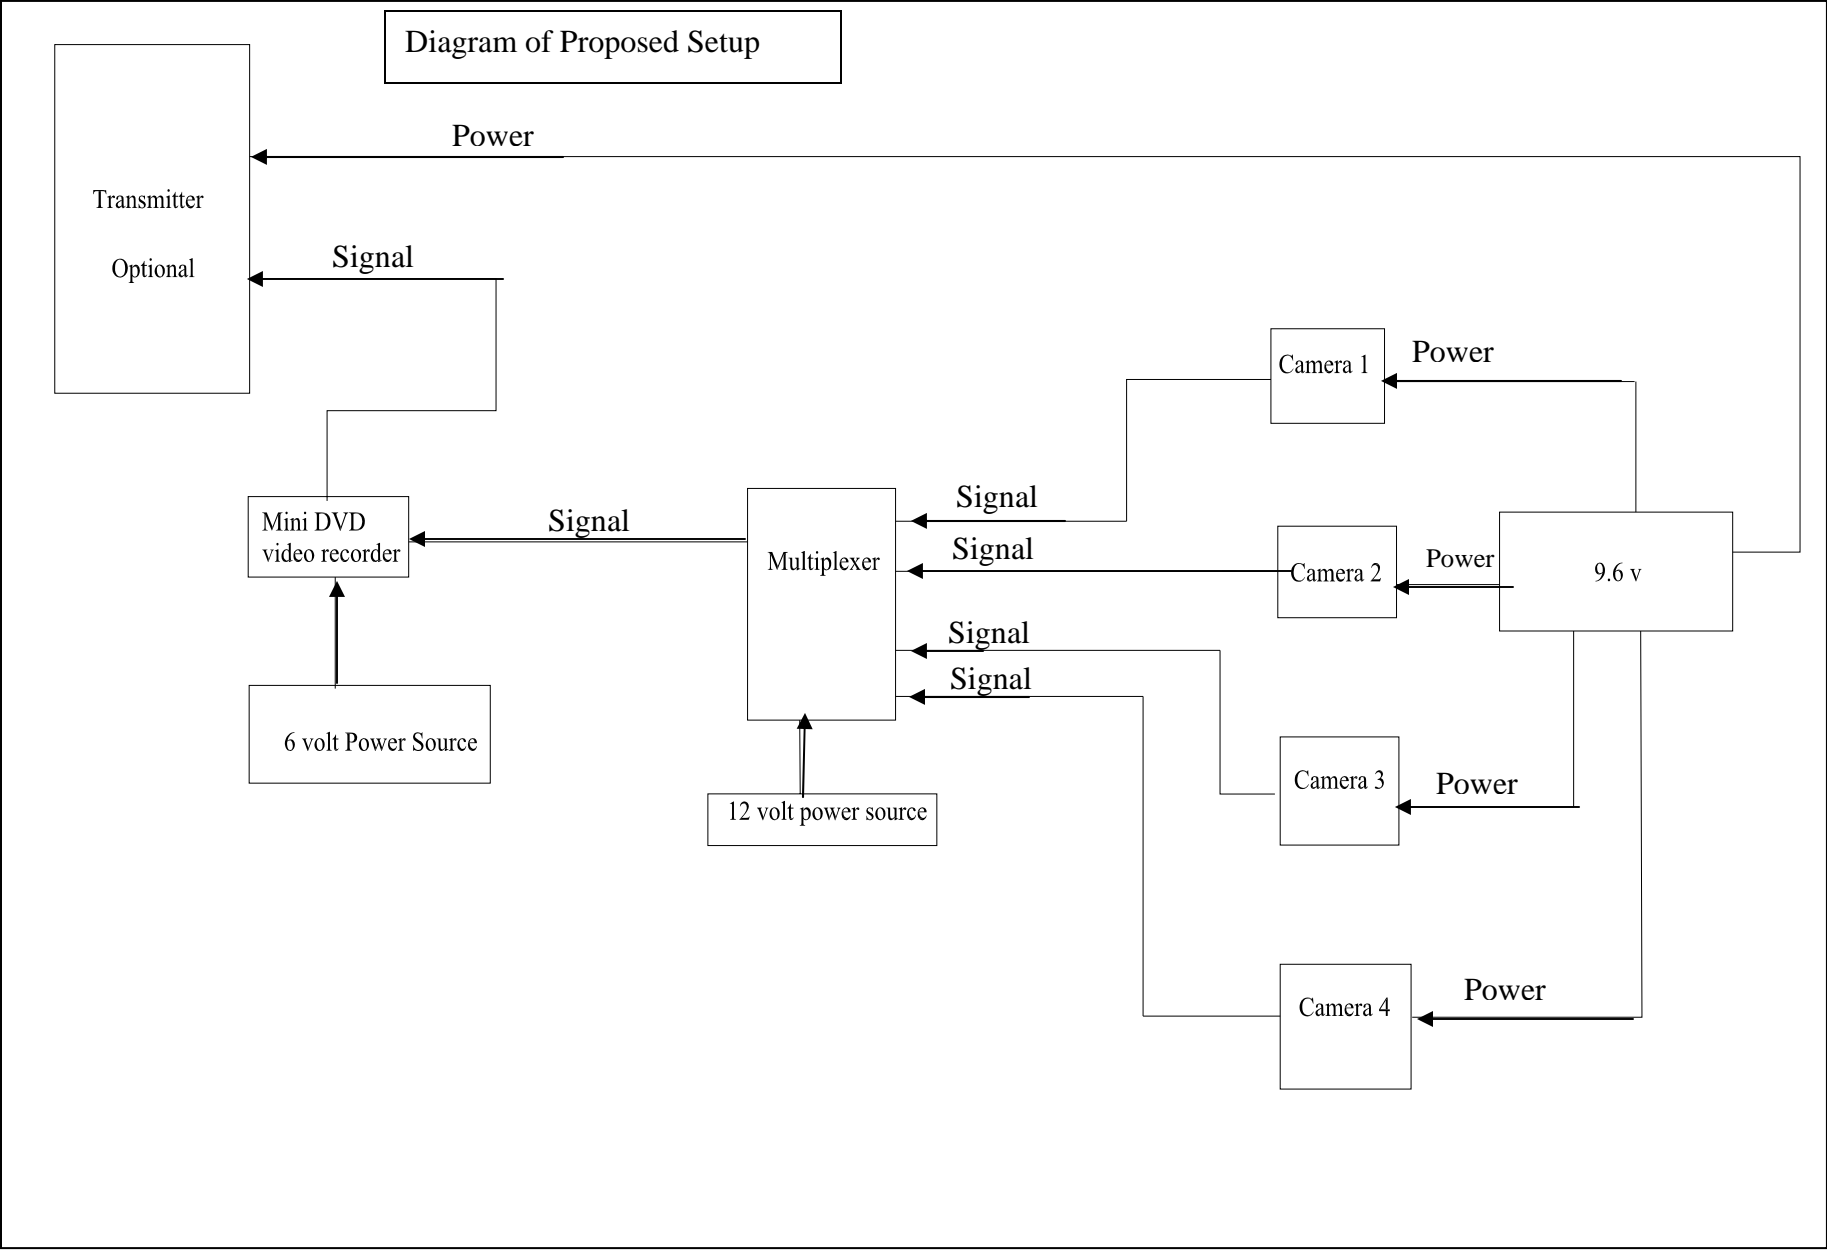 Diagram of Proposed Setup
Power
Transmitter
Optional
Signal
Camera 1
Power
Signal
Mini DVD
video recorder
Signal
Multiplexer
Signal
Camera 2
Power
9.6 v
Signal
Signal
6 volt Power Source
12 volt power source
Camera 3
Power
Camera 4
Power